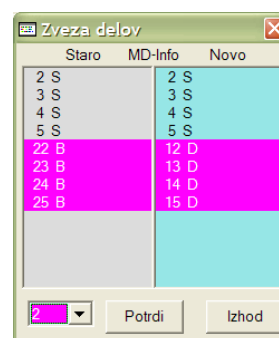 Zveza delov
Staro MD-Info Novo
2 S 2 S
3 S 3 S
4 S 4 S
5 S 5 S
22 B 12 D
23 B 13 D
24 B 14 D
25 B 15 D
2 Potrdi Izhod